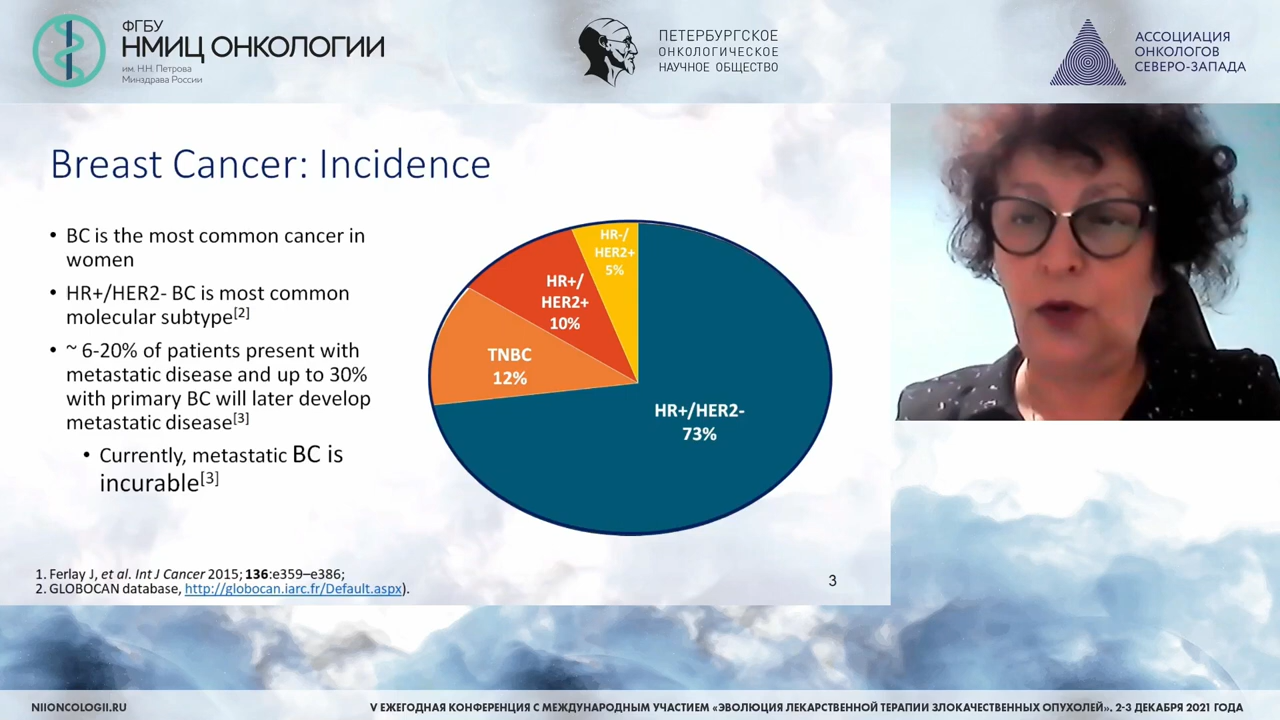 ФГБУ
НМИЦ ОНКОЛОГИИ
им. Н.Н. Петрова
Минздрава России
ПЕТЕРБУРГСКОЕ
ОНКОЛОГИЧЕСКОЕ
НАУЧНОЕ ОБЩЕСТВО
АССОЦИАЦИЯ
ОНКОЛОГОВ
СЕВЕРО-ЗАПАДА
Breast Cancer: Incidence
• BC is the most common cancer in
women
• HR+/HER2- BC is most common
molecular subtype[2]
• ~ 6-20% of patients present with
metastatic disease and up to 30%
with primary BC will later develop
metastatic disease[3]
• Currently, metastatic BC is
incurable[3]
HR-/
HER2+
5%
HR+/
HER2+
10%
TNBC
12%
HR+/HER2-
73%
1. Ferlay J, et al. Int J Cancer 2015; 136:e359–e386;
2. GLOBOCAN database, http://globocan.iarc.fr/Default.aspx).
3
NIIONCOLOGII.RU
V ЕЖЕГОДНАЯ КОНФЕРЕНЦИЯ С МЕЖДУНАРОДНЫМ УЧАСТИЕМ «ЭВОЛЮЦИЯ ЛЕКАРСТВЕННОЙ ТЕРАПИИ ЗЛОКАЧЕСТВЕННЫХ ОПУХОЛЕЙ». 2-3 ДЕКАБРЯ 2021 ГОДА